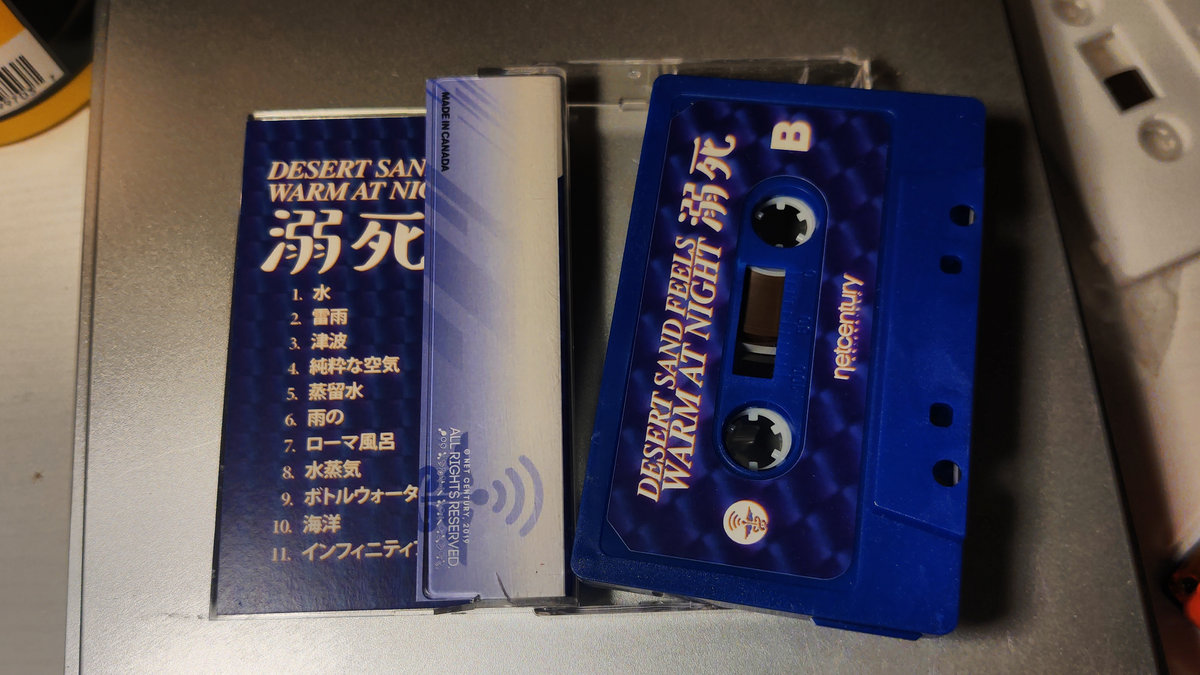 DESERT SAN
WARM AT NIG
溺死
1. 水
2. 雷雨
3. 津波
4. 純粋な空気
5. 蒸留水
6. 雨の
7. ローマ風呂
8. 水蒸気
9. ボトルウォータ
10. 海洋
11. インフィニティ
MADE IN CANADA
© NET CENTURY, 2019
ALL RIGHTS RESERVED.
DESERT SAND FEELS
WARM AT NIGHT
溺死
B
netcentury